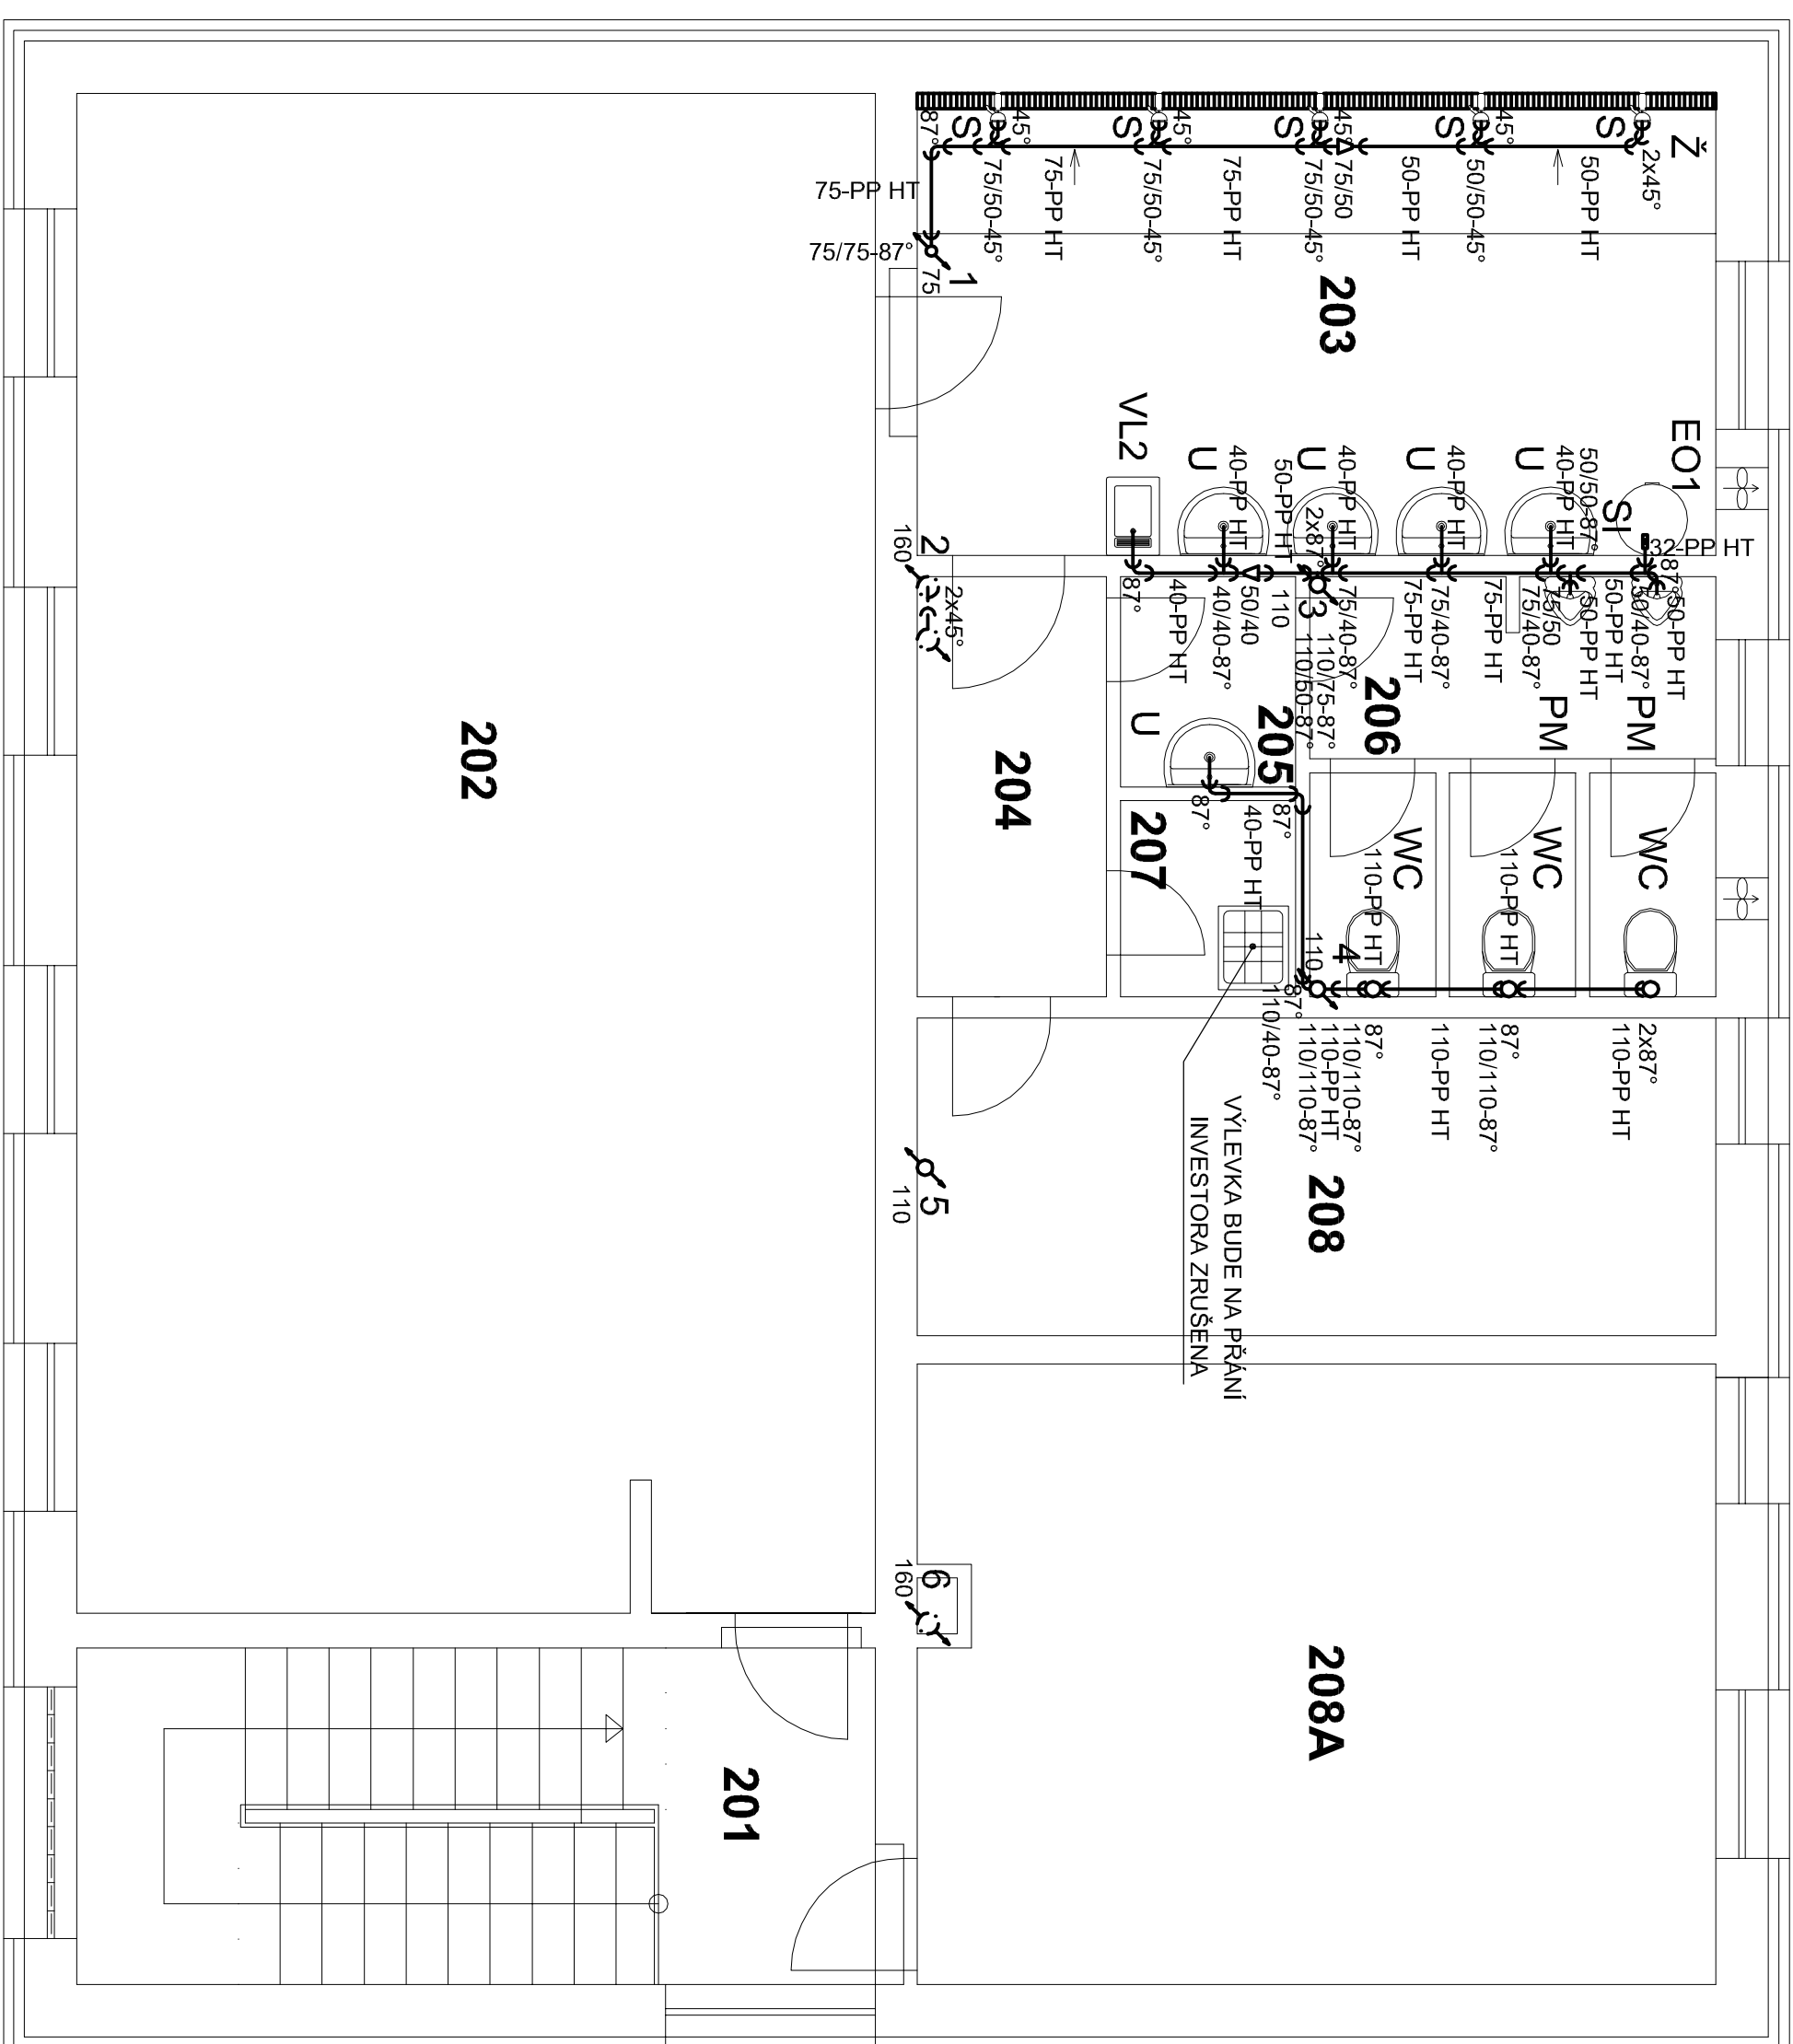 Ž
S
S
S
S
S
2x45°
50-PP HT
45°
50/50-45°
50-PP HT
45°
75/50
75/50-45°
75-PP HT
45°
75/50-45°
75-PP HT
45°
75/50-45°
87°
75-PP HT
75/75-87°
1
75
203
EO1
SI
32-PP HT
87°
50/50-87°
40-PP HT
U
40-PP HT
U
40-PP HT
U
50-PP HT
2x87°
40-PP HT
U
VL2
50-PP HT
50/40-87°
50-PP HT
50-PP HT
75/50
75/40-87°
75-PP HT
75/40-87°
75-PP HT
75/40-87°
3
110/75-87°
110/50-87°
110
50/40
40/40-87°
40-PP HT
87°
2
160
2x45°
PM
PM
206
205
U
204
202
87°
40-PP HT
87°
207
WC
WC
110-PP HT
WC
110-PP HT
4
110
87°
110/40-87°
2x87°
110-PP HT
87°
110/110-87°
110-PP HT
87°
110/110-87°
110-PP HT
110/110-87°
VÝLEVKA BUDE NA PŘÁNÍ
INVESTORA ZRUŠENA
208
5
110
6
160
208A
201